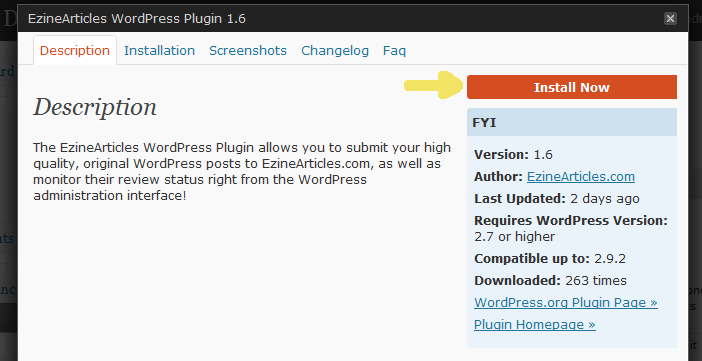 EzineArticles WordPress Plugin 1.6
Description Installation Screenshots Changelog Faq
Install Now
Description
The EzineArticles WordPress Plugin allows you to submit your high
quality, original WordPress posts to EzineArticles.com, as well as
monitor their review status right from the WordPress
administration interface!
FYI
Version: 1.6
Author: EzineArticles.com
Last Updated: 2 days ago
Requires WordPress Version:
2.7 or higher
Compatible up to: 2.9.2
Downloaded: 263 times
WordPress.org Plugin Page »
Plugin Homepage »